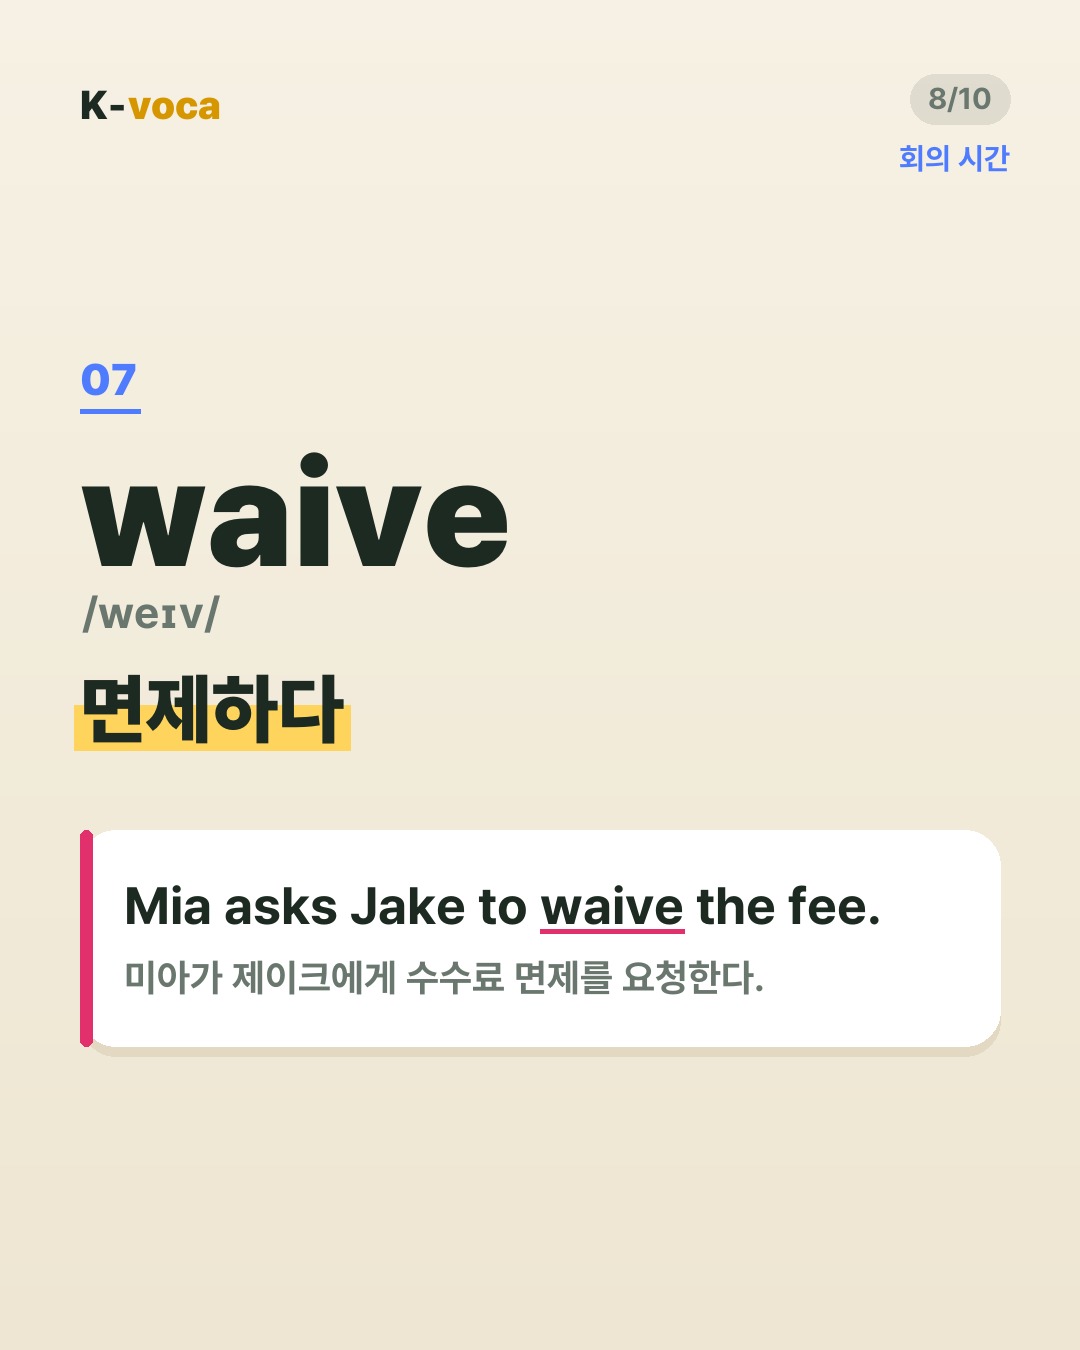 K-voca
8/10
회의 시간
07
waive
/weɪv/
면제하다
Mia asks Jake to waive the fee.
미아가 제이크에게 수수료 면제를 요청한다.